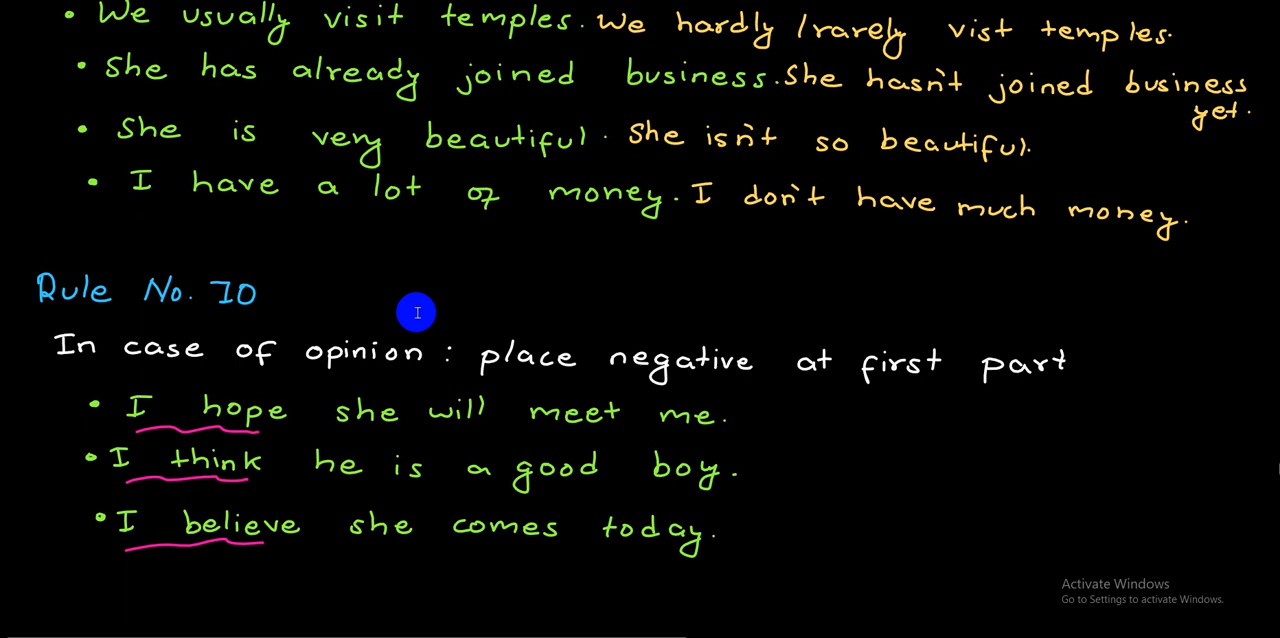 • We usually visit temples. We hardly / rarely vist temples.
• She has already joined business. She hasn't joined business yet.
• She is very beautiful. She isn't so beautiful.
• I have a lot of money. I don't have much money.
Rule No. 10
In case of opinion : place negative at first part
• I hope she will meet me.
• I think he is a good boy.
• I believe she comes today.
Activate Windows
Go to Settings to activate Windows.